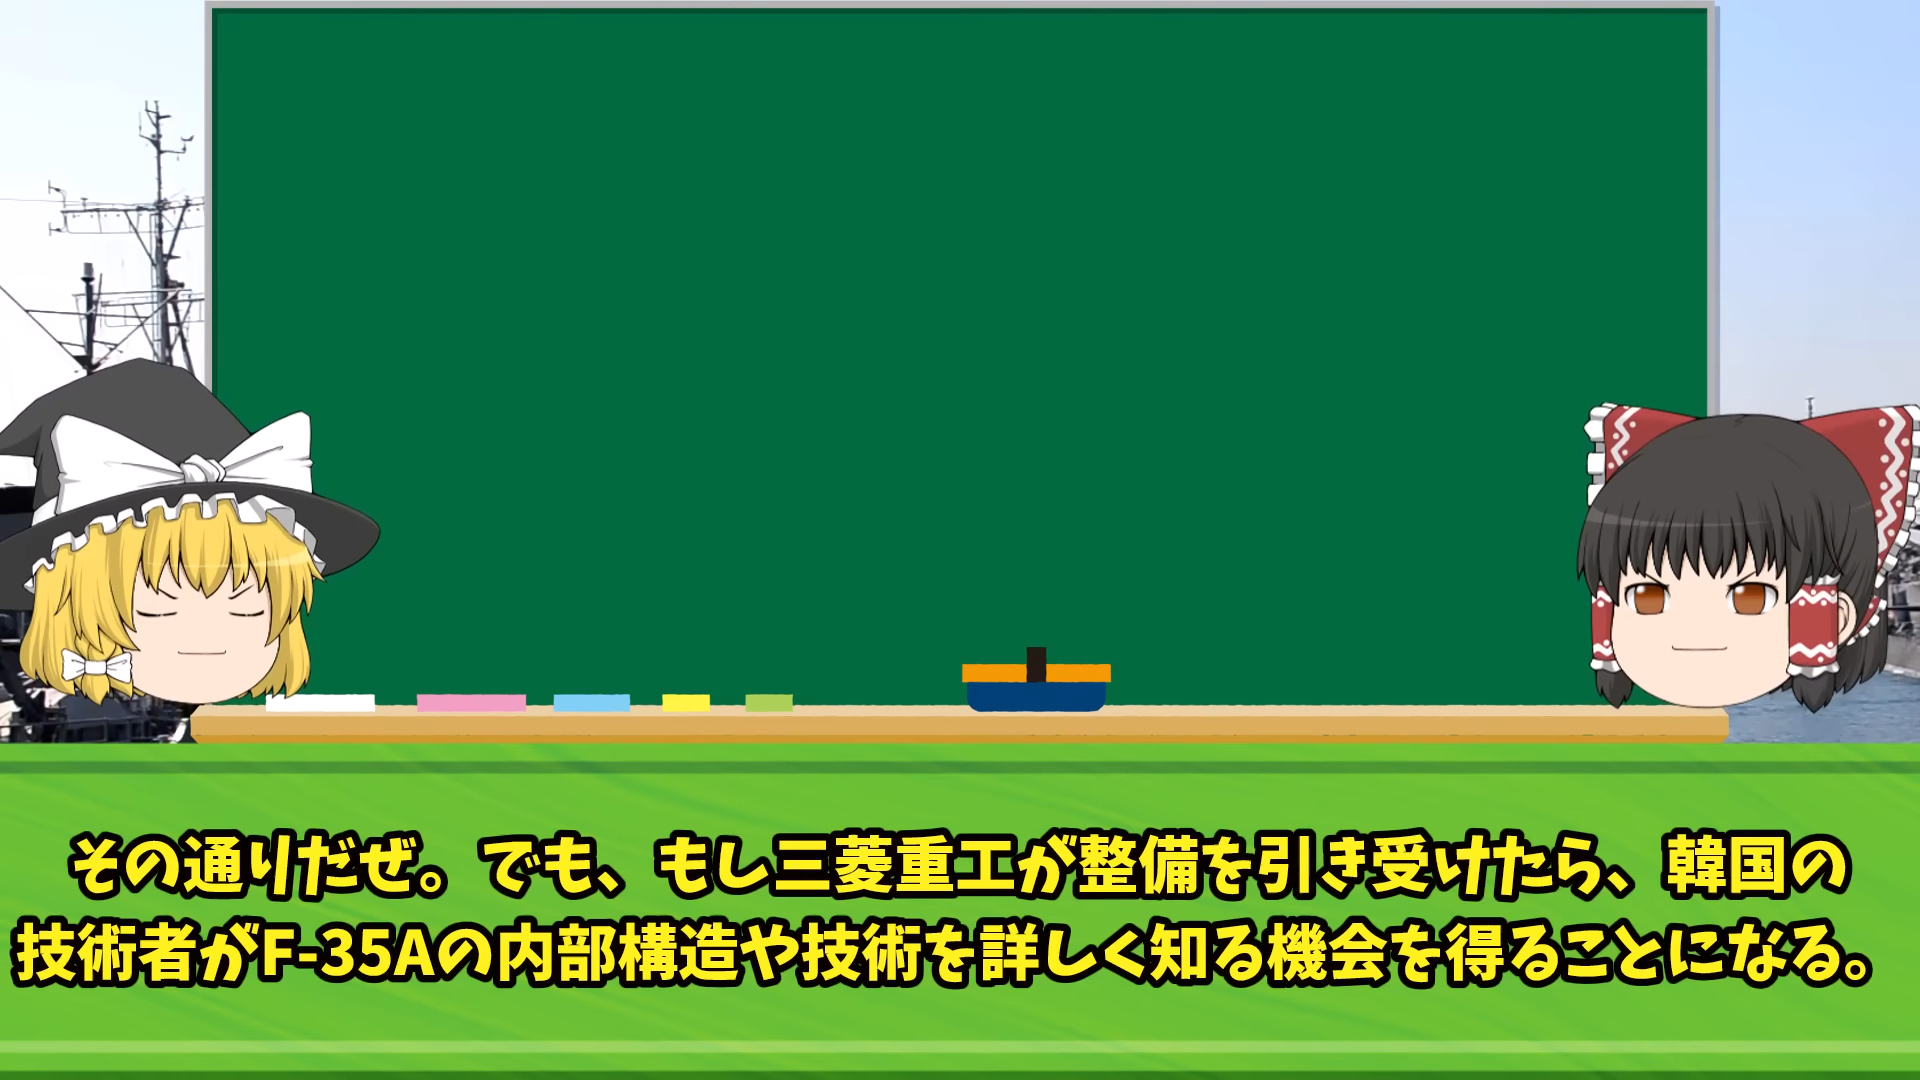 その通りだぜ。でも、もし三菱重工が整備を引き受けたら、韓国の
技術者がF-35Aの内部構造や技術を詳しく知る機会を得ることになる。